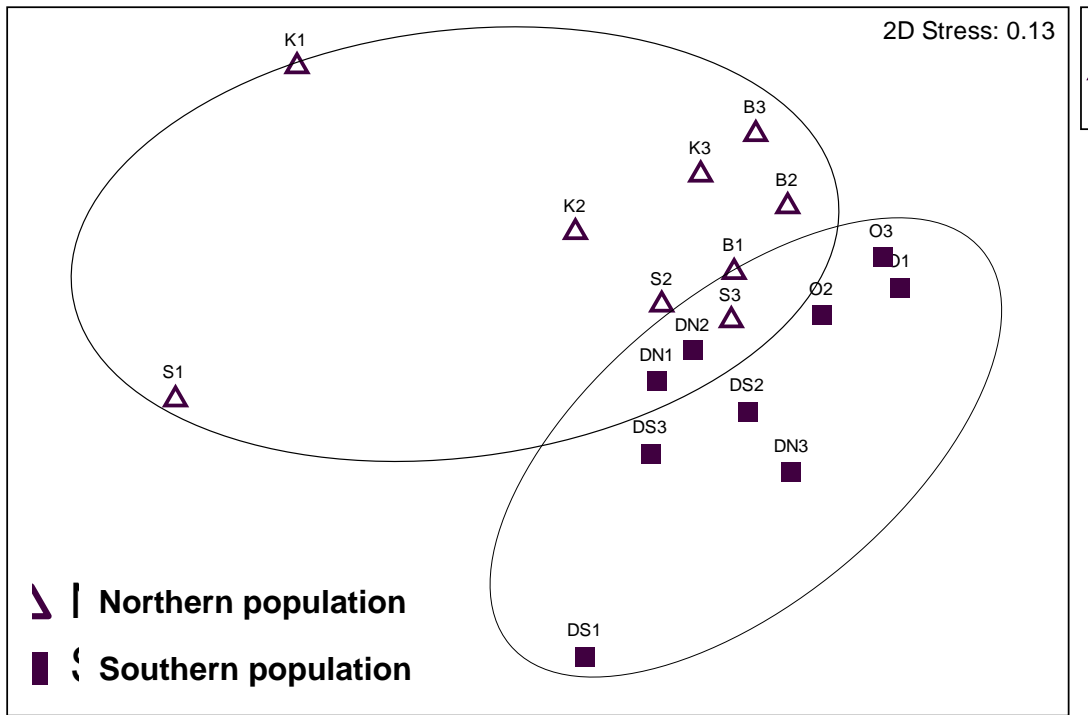 2D Stress: 0.13
K1
B3
K3
B2
K2
O3
B1
O1
S2
S3
O2
DN2
DN1
S1
DS2
DS3
DN3
Northern population
DS1
Southern population